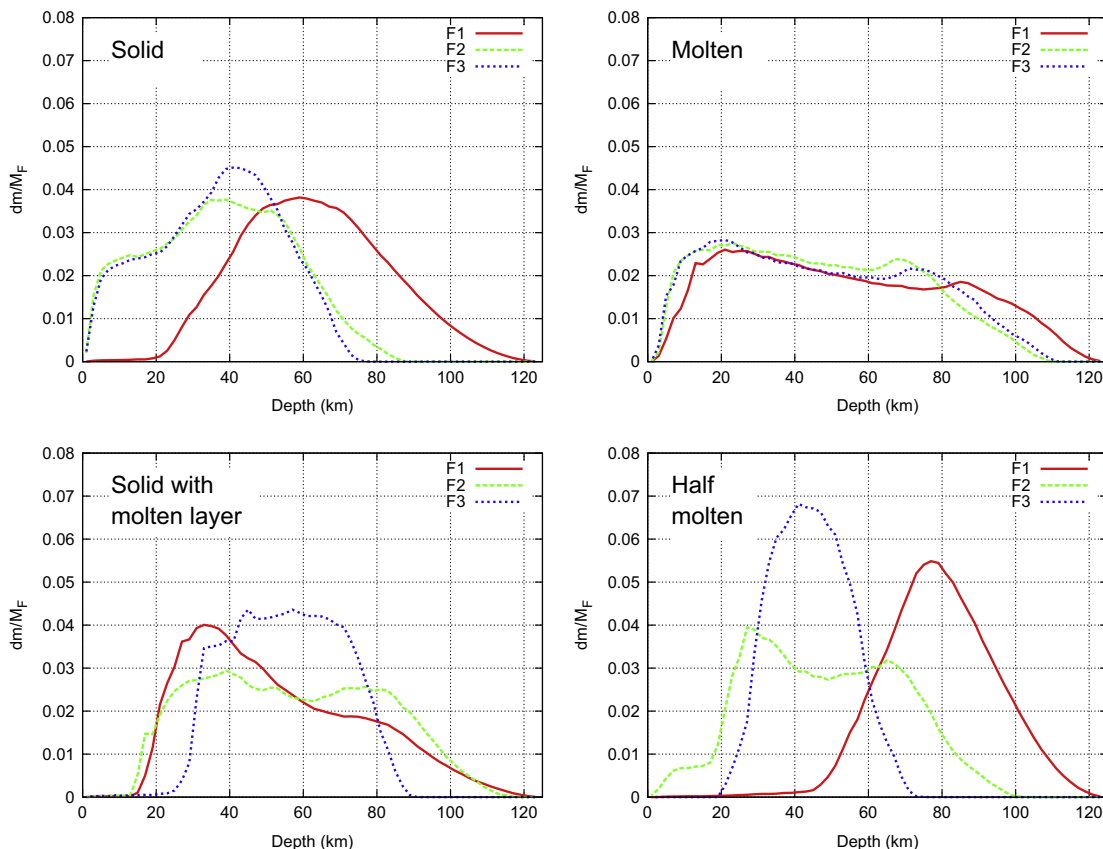 0.08
0.07
0.06
0.05
0.04
0.03
0.02
0.01
0
dm/M_F
Solid
F1
F2
F3
0 20 40 60 80 100 120
Depth (km)
0.08
0.07
0.06
0.05
0.04
0.03
0.02
0.01
0
dm/M_F
Molten
F1
F2
F3
0 20 40 60 80 100 120
Depth (km)
0.08
0.07
0.06
0.05
0.04
0.03
0.02
0.01
0
dm/M_F
Solid with
molten layer
F1
F2
F3
0 20 40 60 80 100 120
Depth (km)
0.08
0.07
0.06
0.05
0.04
0.03
0.02
0.01
0
dm/M_F
Half
molten
F1
F2
F3
0 20 40 60 80 100 120
Depth (km)